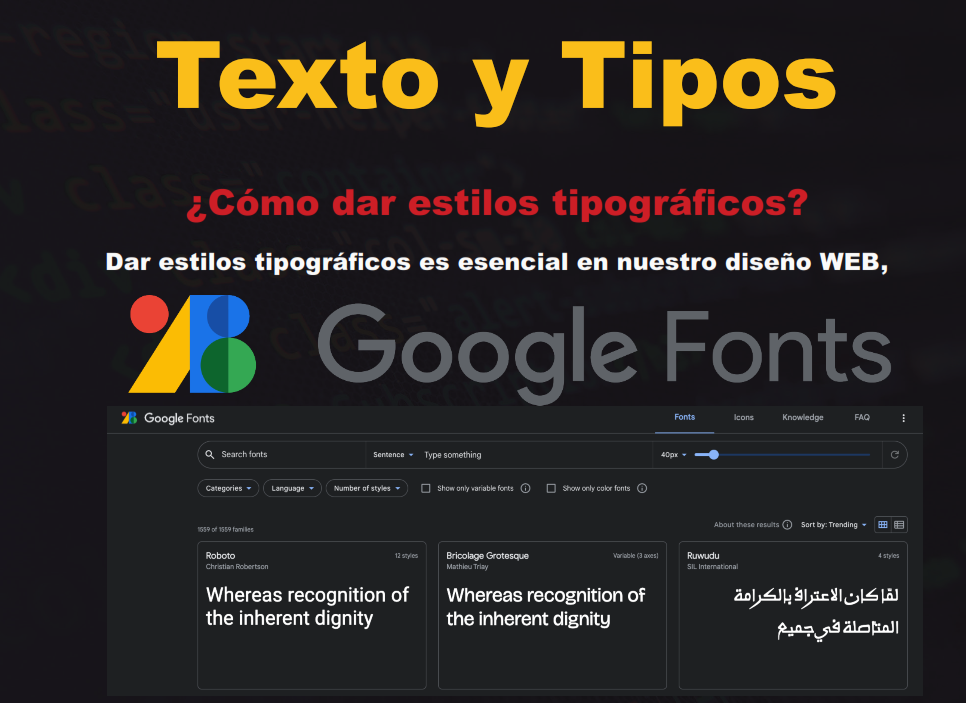 Texto y Tipos
¿Cómo dar estilos tipográficos?
Dar estilos tipográficos es esencial en nuestro diseño WEB,
Google Fonts
Google Fonts
Fonts Icons Knowledge FAQ
Search fonts Sentence Type something 40px
Categories Language Number of styles Show only variable fonts Show only color fonts
1559 of 1559 families About these results Sort by: Trending
Roboto 12 styles
Christian Robertson
Whereas recognition of
the inherent dignity
Bricolage Grotesque Variable (3 axes)
Mathieu Triay
Whereas recognition of
the inherent dignity
Ruwudu 4 styles
SIL International
لمّا كان الاعتراف بالكرامة
المتأصلة في جميع